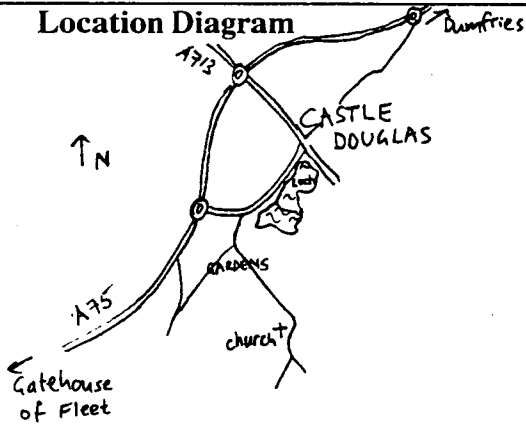 Location Diagram
Dumfries
A713
CASTLE
DOUGLAS
N
Loch
GARDENS
A75
church
Gatehouse
of Fleet